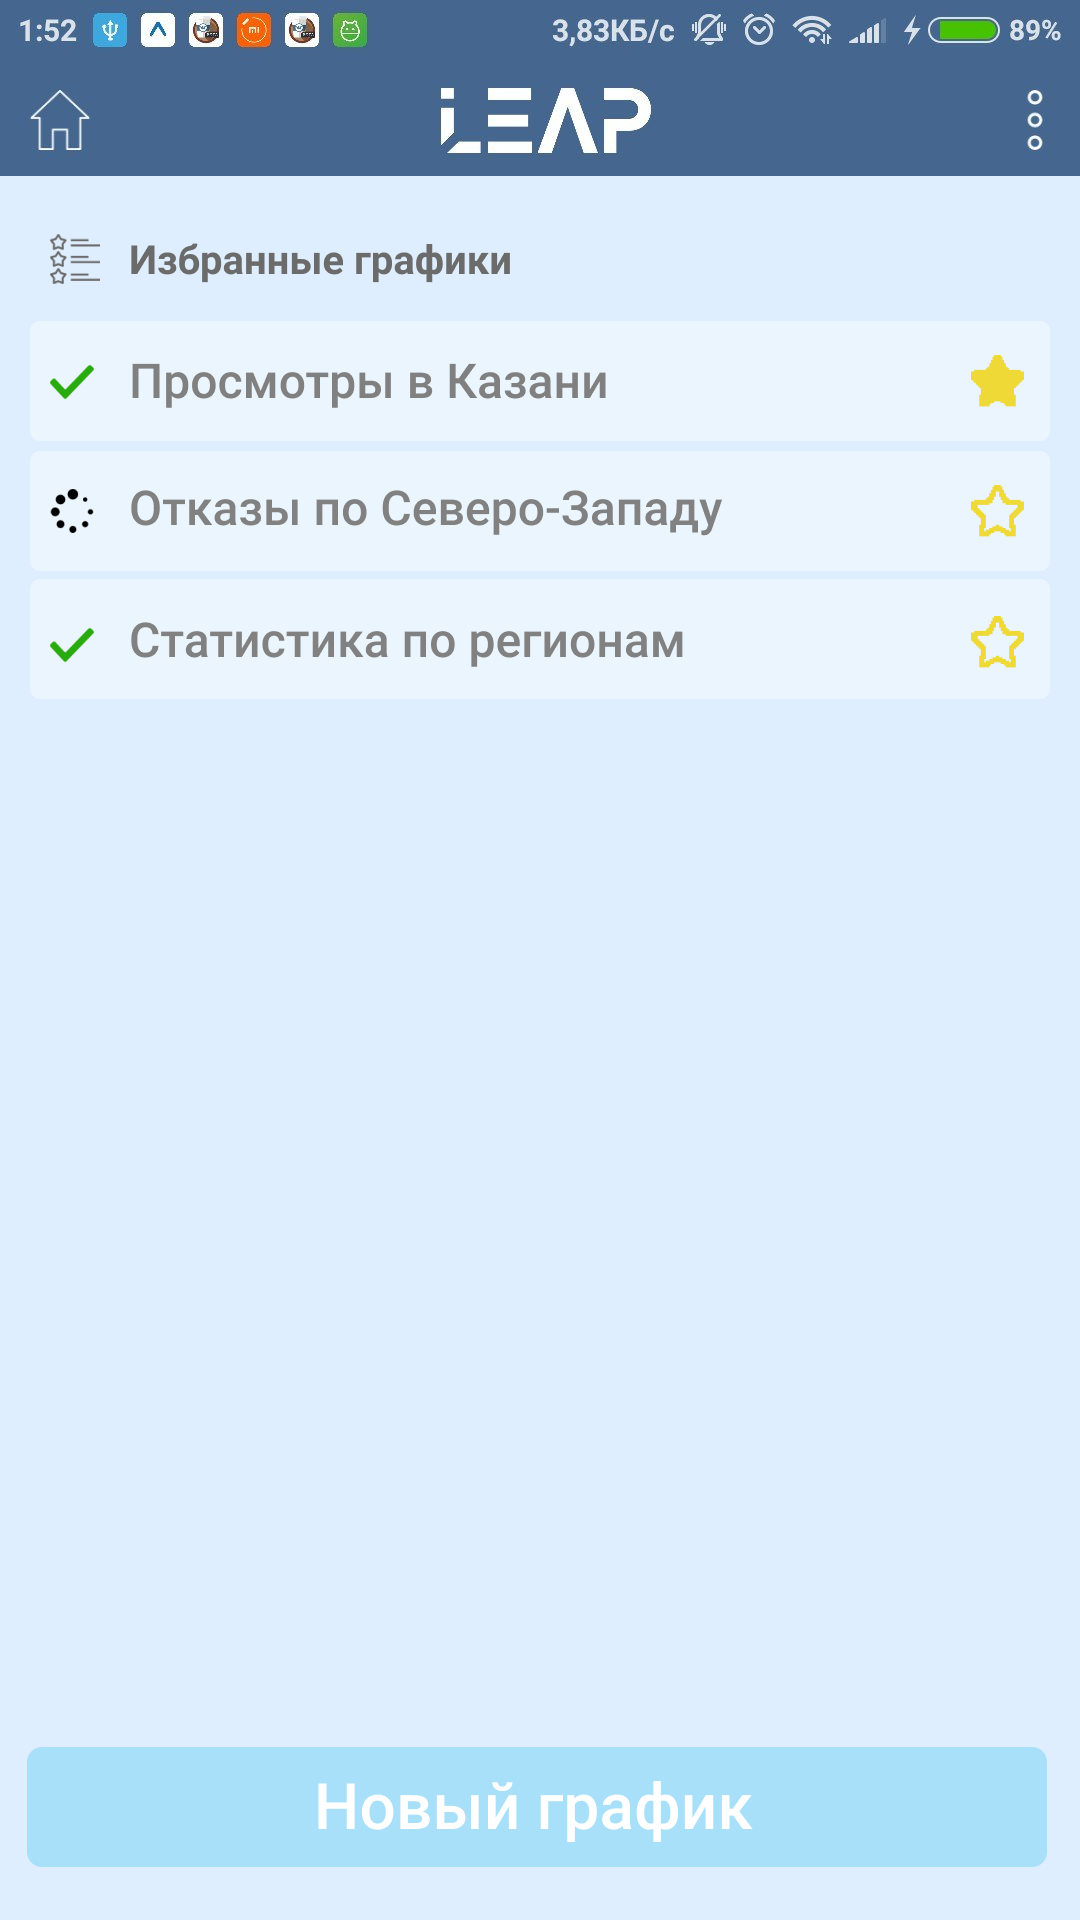 1:52 3,83КБ/с 89%
LEAP
Избранные графики
Просмотры в Казани
Отказы по Северо-Западу
Статистика по регионам
Новый график